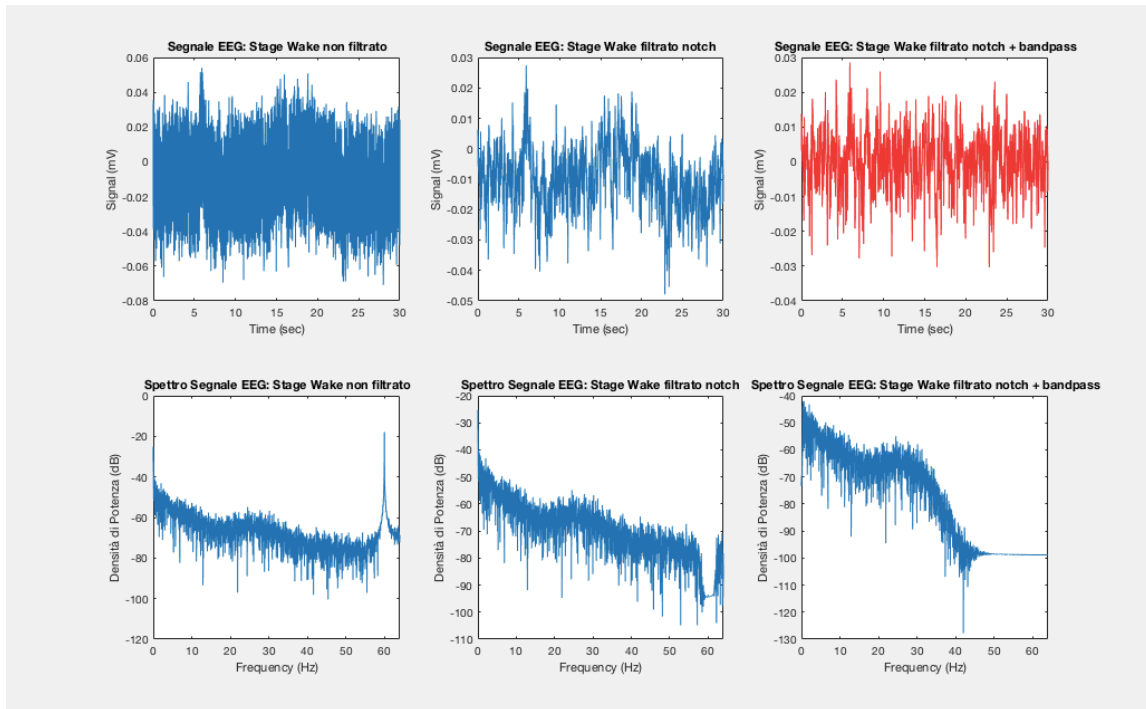 Segnale EEG: Stage Wake non filtrato
0.06
0.04
0.02
0
-0.02
-0.04
-0.06
-0.08
Signal (mV)
0 5 10 15 20 25 30
Time (sec)
Segnale EEG: Stage Wake filtrato notch
0.03
0.02
0.01
0
-0.01
-0.02
-0.03
-0.04
-0.05
Signal (mV)
0 5 10 15 20 25 30
Time (sec)
Segnale EEG: Stage Wake filtrato notch + bandpass
0.03
0.02
0.01
0
-0.01
-0.02
-0.03
-0.04
Signal (mV)
0 5 10 15 20 25 30
Time (sec)
Spettro Segnale EEG: Stage Wake non filtrato
0
-20
-40
-60
-80
-100
-120
Densità di Potenza (dB)
0 10 20 30 40 50 60
Frequency (Hz)
Spettro Segnale EEG: Stage Wake filtrato notch
-20
-30
-40
-50
-60
-70
-80
-90
-100
-110
Densità di Potenza (dB)
0 10 20 30 40 50 60
Frequency (Hz)
Spettro Segnale EEG: Stage Wake filtrato notch + bandpass
-40
-50
-60
-70
-80
-90
-100
-110
-120
-130
Densità di Potenza (dB)
0 10 20 30 40 50 60
Frequency (Hz)